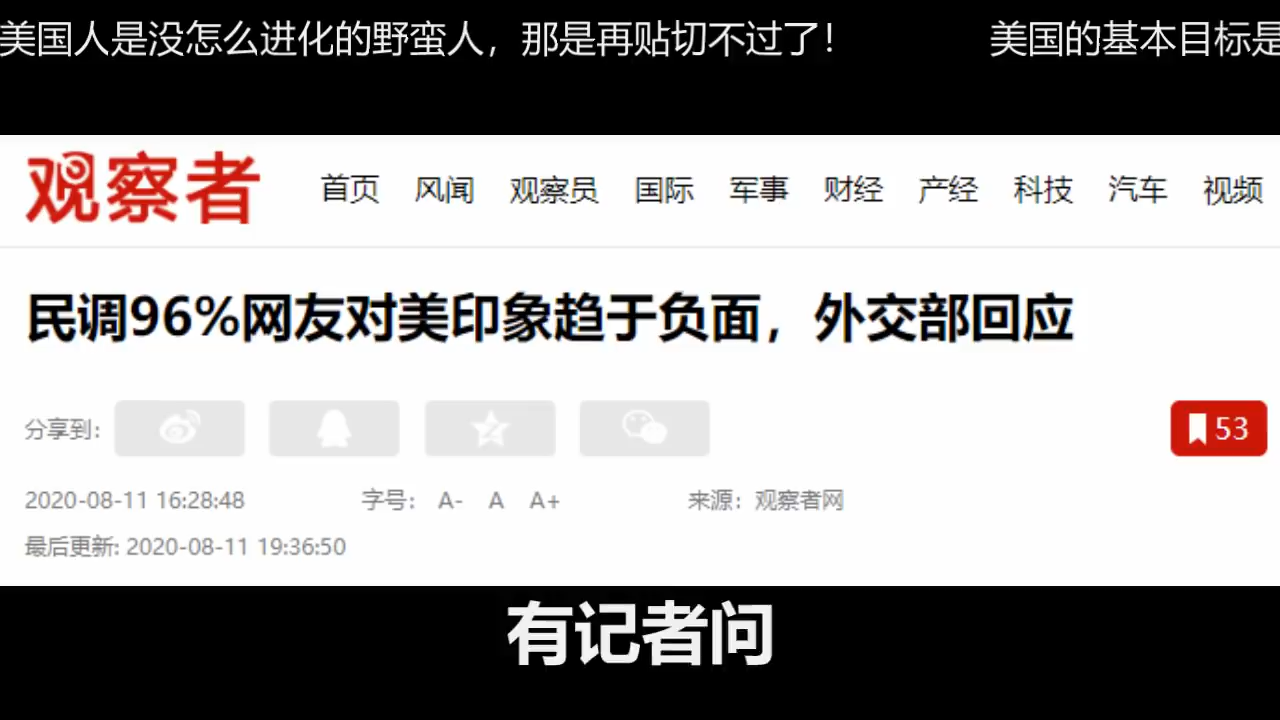 美国人是没怎么进化的野蛮人，那是再贴切不过了！ 美国的基本目标是
观察者 首页 风闻 观察员 国际 军事 财经 产经 科技 汽车 视频
民调96%网友对美印象趋于负面，外交部回应
分享到: 53
2020-08-11 16:28:48 字号： A- A A+ 来源：观察者网
最后更新: 2020-08-11 19:36:50
有记者问